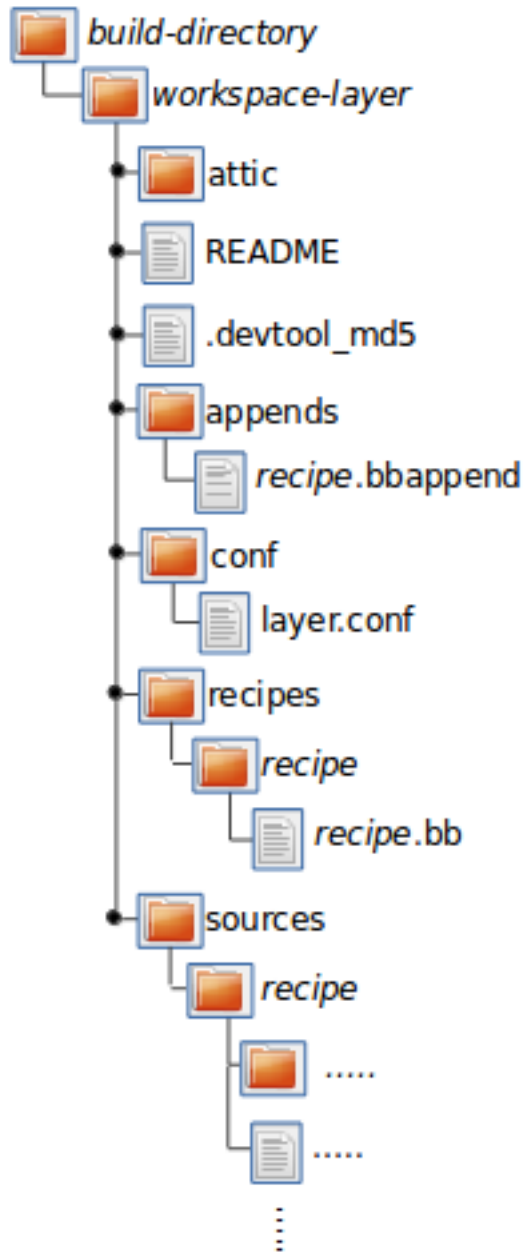 build-directory
workspace-layer
attic
README
.devtool_md5
appends
recipe.bbappend
conf
layer.conf
recipes
recipe
recipe.bb
sources
recipe
.....
.....